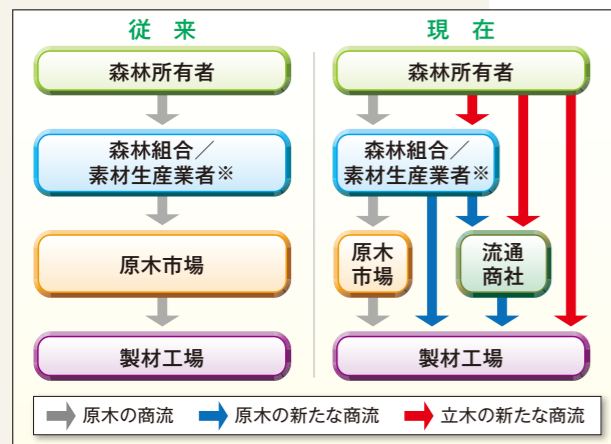 従 来
森林所有者
森林組合／
素材生産業者※
原木市場
製材工場
現 在
森林所有者
森林組合／
素材生産業者※
原木
市場
流通
商社
製材工場
原木の商流
原木の新たな商流
立木の新たな商流